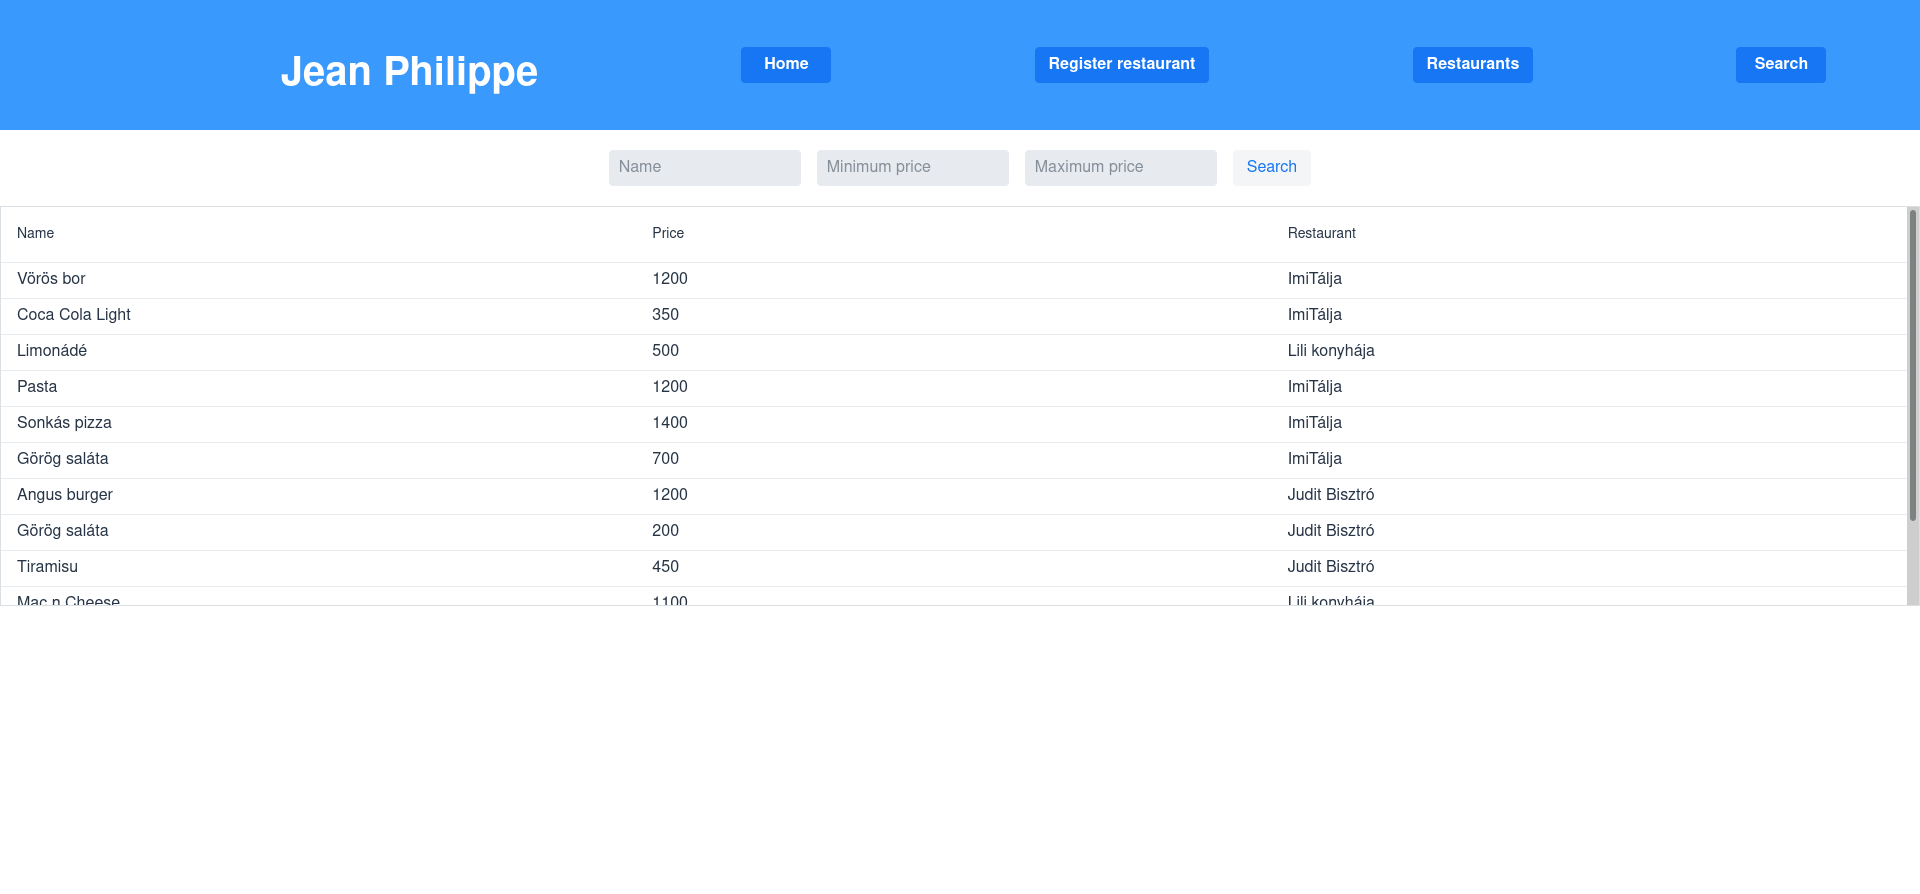 Jean Philippe Home Register restaurant Restaurants Search
Name Minimum price Maximum price Search
Name Price Restaurant
Vörös bor 1200 ImiTálja
Coca Cola Light 350 ImiTálja
Limonádé 500 Lili konyhája
Pasta 1200 ImiTálja
Sonkás pizza 1400 ImiTálja
Görög saláta 700 ImiTálja
Angus burger 1200 Judit Bisztró
Görög saláta 200 Judit Bisztró
Tiramisu 450 Judit Bisztró
Mac n Cheese 1100 Lili konyhája